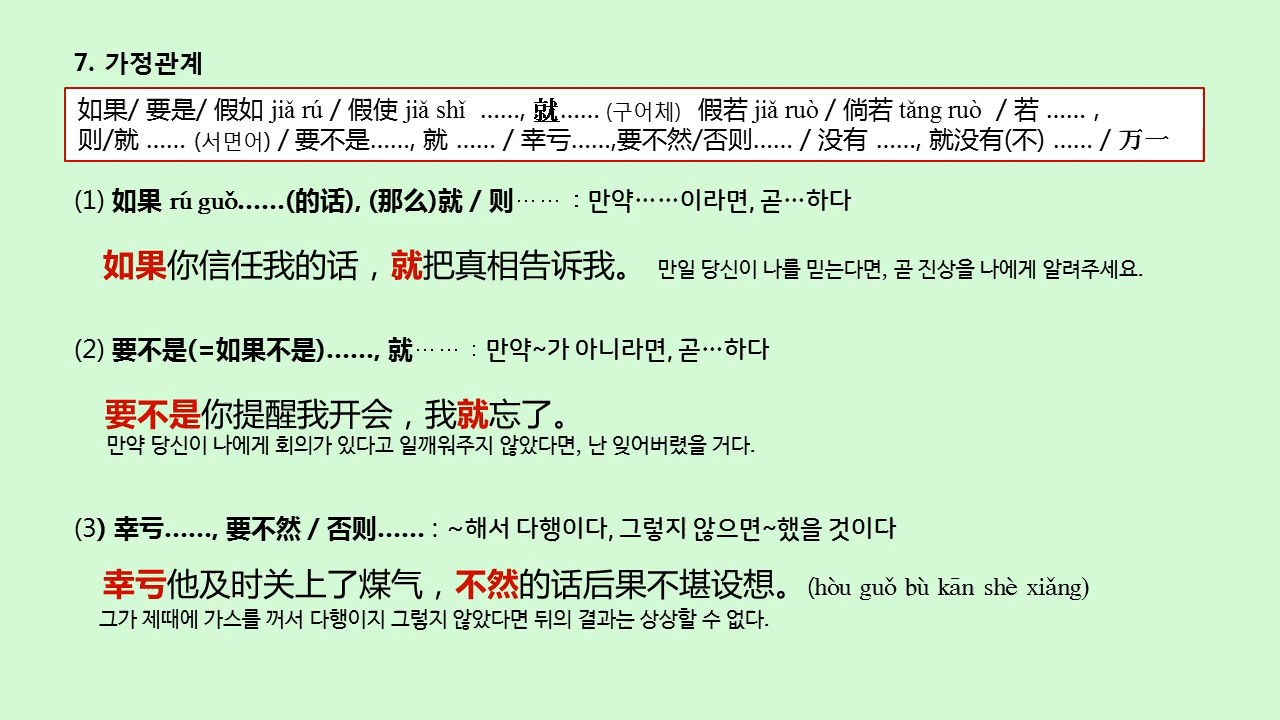 7. 가정관계
如果/ 要是/ 假如 jiǎ rú / 假使 jiǎ shǐ ……, 就…… (구어체) 假若 jiǎ ruò / 倘若 tǎng ruò / 若 …… ,
则/就 …… (서면어) / 要不是……, 就 …… / 幸亏……,要不然/否则…… / 没有 ……, 就没有(不) …… / 万一
(1) 如果 rú guǒ……(的话), (那么)就 / 则…… : 만약……이라면, 곧…하다
如果你信任我的话，就把真相告诉我。 만일 당신이 나를 믿는다면, 곧 진상을 나에게 알려주세요.
(2) 要不是(=如果不是)……, 就…… : 만약~가 아니라면, 곧…하다
要不是你提醒我开会，我就忘了。
만약 당신이 나에게 회의가 있다고 일깨워주지 않았다면, 난 잊어버렸을 거다.
(3) 幸亏……, 要不然 / 否则…… : ~해서 다행이다, 그렇지 않으면~했을 것이다
幸亏他及时关上了煤气，不然的话后果不堪设想。(hòu guǒ bù kān shè xiǎng)
그가 제때에 가스를 꺼서 다행이지 그렇지 않았다면 뒤의 결과는 상상할 수 없다.